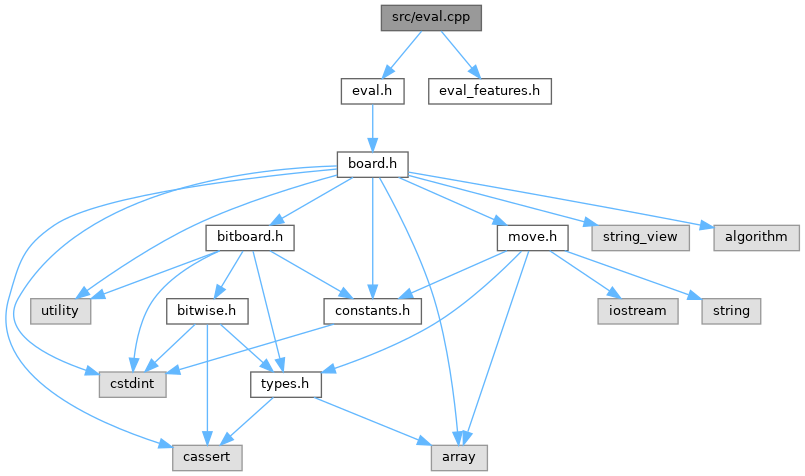 src/eval.cpp
eval.h
eval_features.h
board.h
bitboard.h
move.h
string_view
algorithm
utility
bitwise.h
constants.h
iostream
string
cstdint
types.h
cassert
array